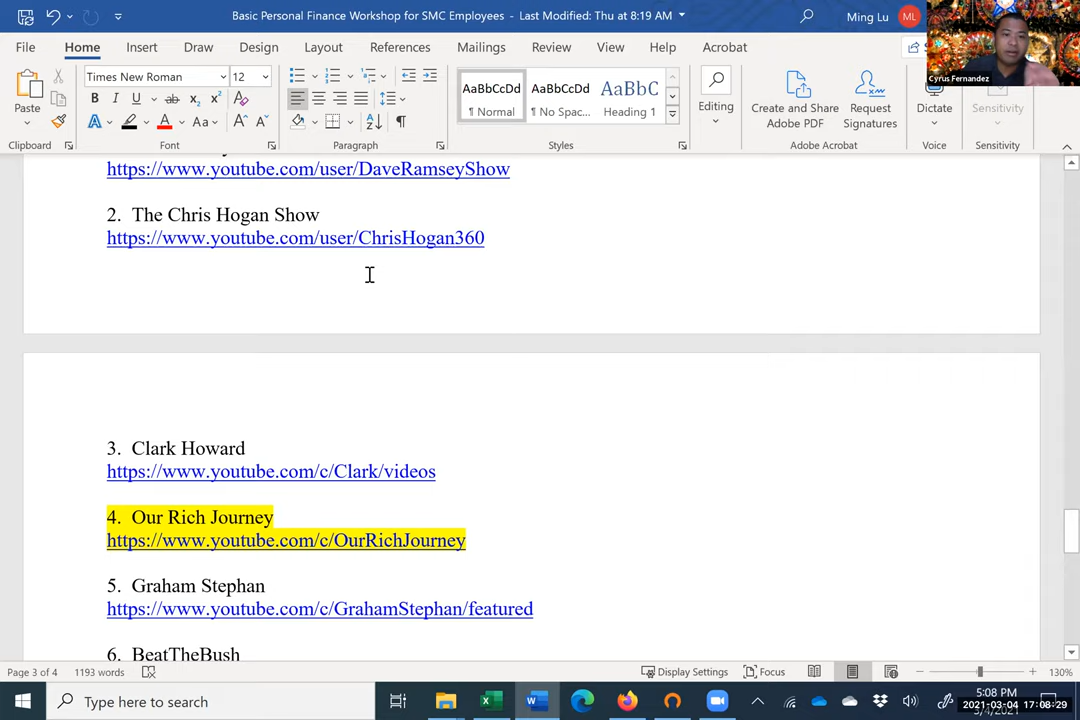 Basic Personal Finance Workshop for SMC Employees - Last Modified: Thu at 8:19 AM
Ming Lu ML
File Home Insert Draw Design Layout References Mailings Review View Help Acrobat
Cyrus Fernandez
Times New Roman 12
AaBbCcDd AaBbCcDd AaBbC
Paste
¶ Normal ¶ No Spac... Heading 1
Editing
Create and Share Adobe PDF
Request Signatures
Dictate
Sensitivity
Clipboard Font Paragraph Styles Adobe Acrobat Voice Sensitivity
https://www.youtube.com/user/DaveRamseyShow
2. The Chris Hogan Show
https://www.youtube.com/user/ChrisHogan360
3. Clark Howard
https://www.youtube.com/c/Clark/videos
4. Our Rich Journey
https://www.youtube.com/c/OurRichJourney
5. Graham Stephan
https://www.youtube.com/c/GrahamStephan/featured
6. BeatTheBush
Page 3 of 4 1193 words Display Settings Focus 130%
Type here to search
5:08 PM
2021-03-04 17:08:29